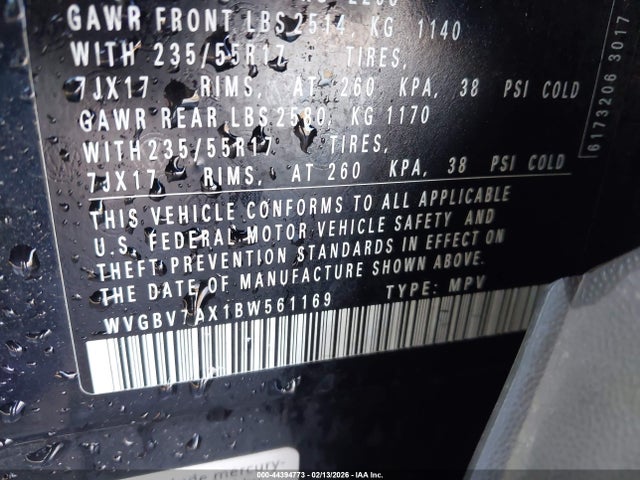 GAWR FRONT LBS 2514, KG 1140
WITH 235/55R17 TIRES,
7JX17 RIMS, AT 260 KPA, 38 PSI COLD
GAWR REAR LBS 2580, KG 1170
WITH 235/55R17 TIRES,
7JX17 RIMS, AT 260 KPA, 38 PSI COLD
THIS VEHICLE CONFORMS TO ALL APPLICABLE
U.S. FEDERAL MOTOR VEHICLE SAFETY AND
THEFT PREVENTION STANDARDS IN EFFECT ON
THE DATE OF MANUFACTURE SHOWN ABOVE.
WVGBV7AX1BW561169 TYPE: MPV
6173206 3017
mercury
000-44394773 - 02/13/2026 - IAA Inc.